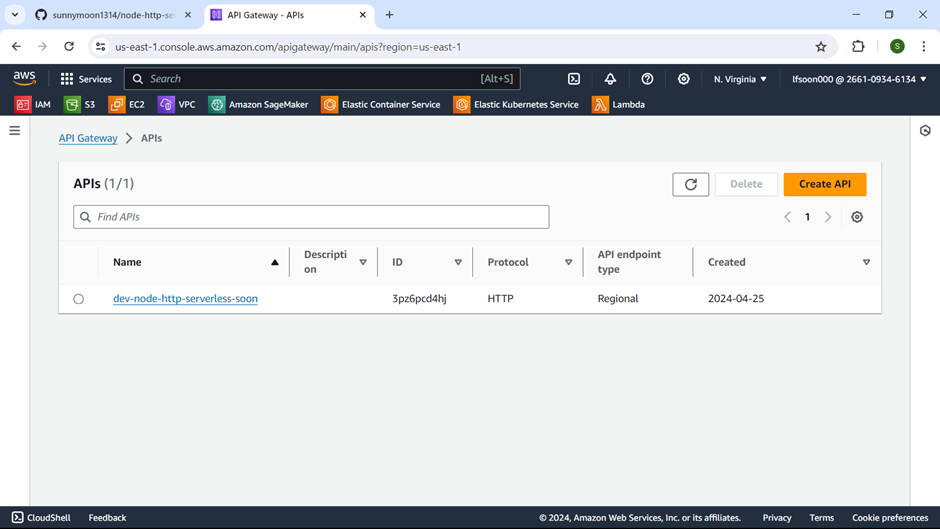 sunnymoon1314/node-http-ser
API Gateway - APIs
us-east-1.console.aws.amazon.com/apigateway/main/apis?region=us-east-1
S
aws
Services
Search
[Alt+S]
N. Virginia
lfsoon000 @ 2661-0934-6134
IAM
S3
EC2
VPC
Amazon SageMaker
Elastic Container Service
Elastic Kubernetes Service
Lambda
API Gateway
APIs
APIs (1/1)
Delete
Create API
Find APIs
1
Name
Descripti
on
ID
Protocol
API endpoint
type
Created
dev-node-http-serverless-soon
3pz6pcd4hj
HTTP
Regional
2024-04-25
CloudShell
Feedback
© 2024, Amazon Web Services, Inc. or its affiliates.
Privacy
Terms
Cookie preferences